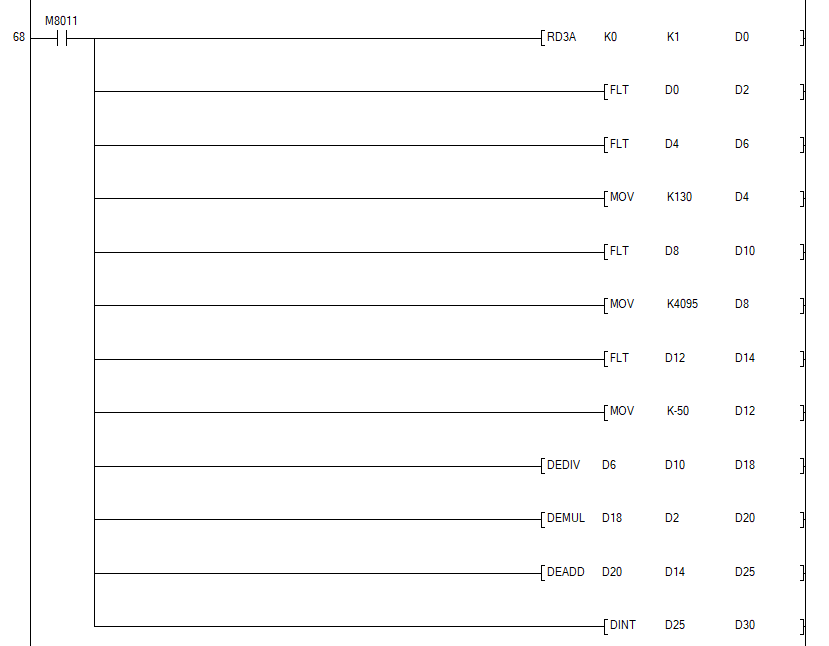 M8011
68 RD3A K0 K1 D0
FLT D0 D2
FLT D4 D6
MOV K130 D4
FLT D8 D10
MOV K4095 D8
FLT D12 D14
MOV K-50 D12
DEDIV D6 D10 D18
DEMUL D18 D2 D20
DEADD D20 D14 D25
DINT D25 D30